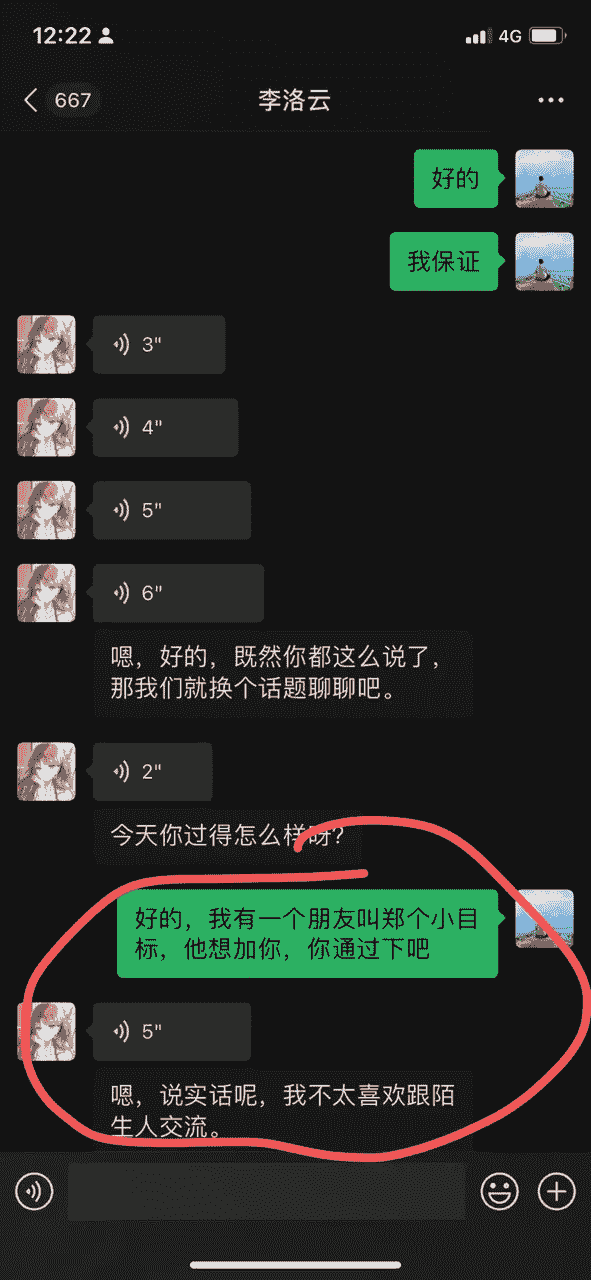 12:22
4G
667
李洛云
好的
我保证
3"
4"
5"
6"
嗯，好的，既然你都这么说了，
那我们就换个话题聊聊吧。
2"
今天你过得怎么样呀？
好的，我有一个朋友叫郑个小目
标，他想加你，你通过下吧
5"
嗯，说实话呢，我不太喜欢跟陌
生人交流。